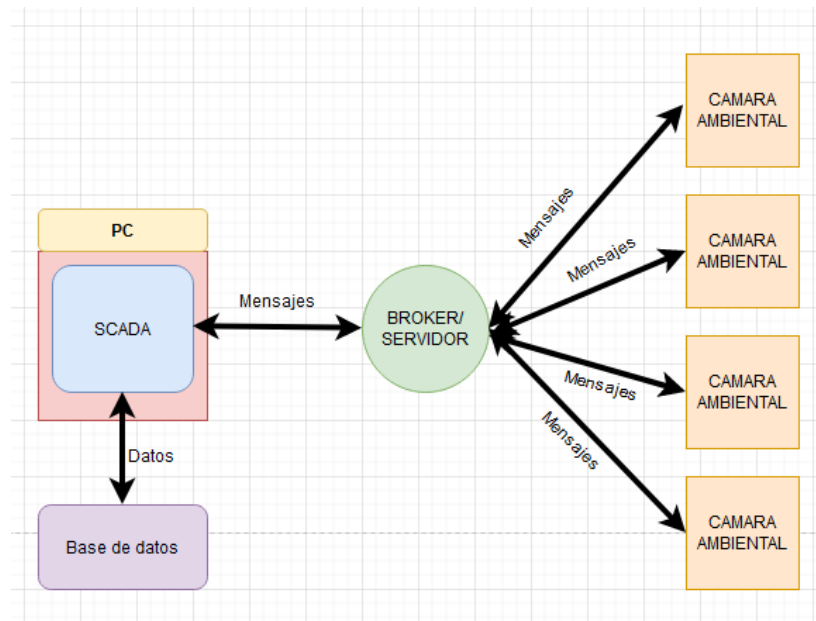 CAMARA
AMBIENTAL
Mensajes
CAMARA
AMBIENTAL
PC
Mensajes
Mensajes
SCADA
BROKER/
SERVIDOR
Mensajes
CAMARA
AMBIENTAL
Mensajes
Datos
CAMARA
AMBIENTAL
Base de datos